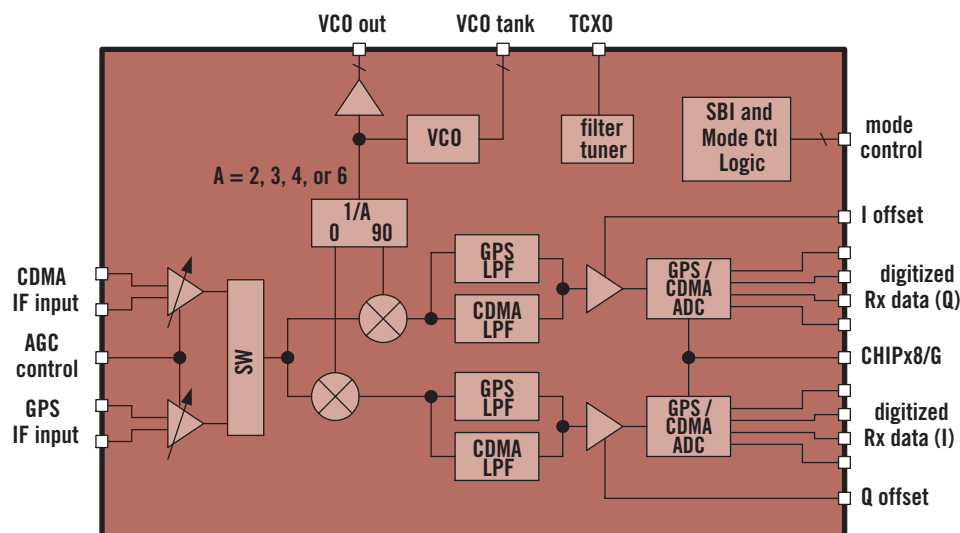 VCO out
VCO tank
TCXO
VCO
filter
tuner
SBI and
Mode Ctl
Logic
mode
control
A = 2, 3, 4, or 6
1/A
0 90
I offset
CDMA
IF input
AGC
control
GPS
IF input
SW
GPS
LPF
CDMA
LPF
GPS /
CDMA
ADC
digitized
Rx data (Q)
CHIPx8/G
GPS
LPF
CDMA
LPF
GPS /
CDMA
ADC
digitized
Rx data (I)
Q offset